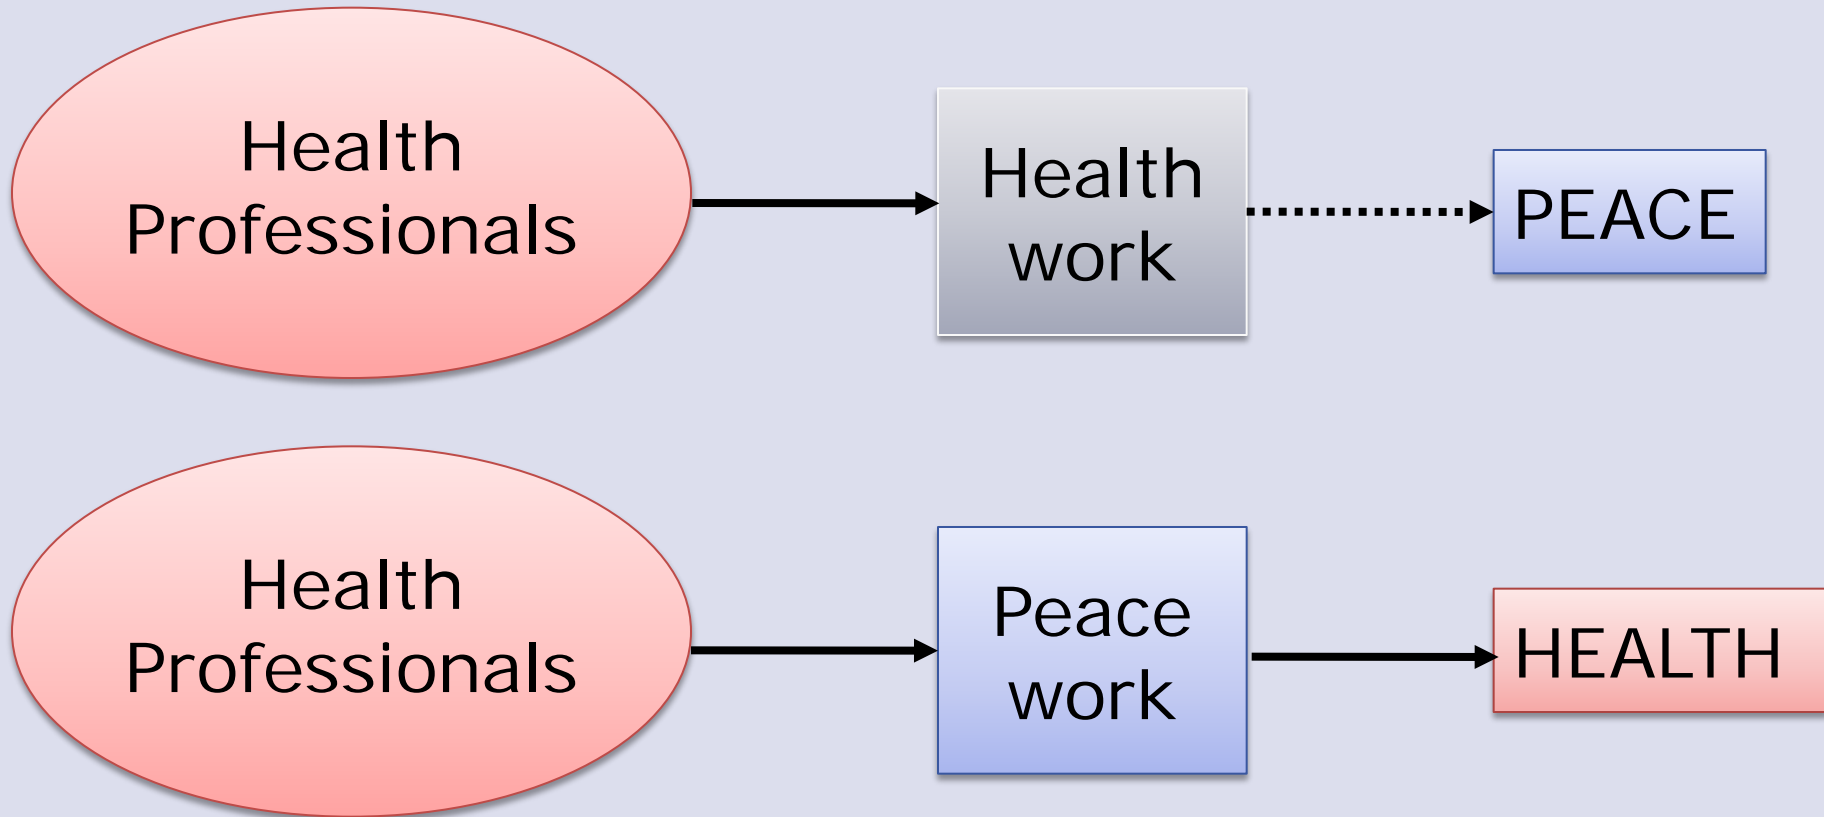 Health
Professionals
Health
work
PEACE
Health
Professionals
Peace
work
HEALTH